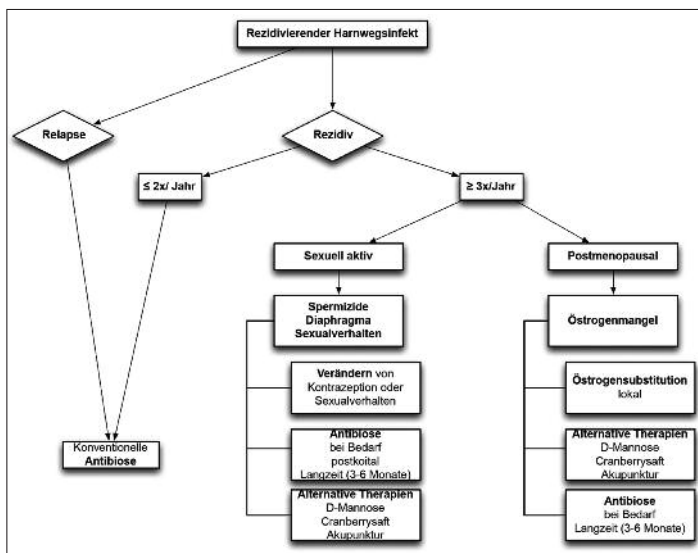 Rezidivierender Harnwegsinfekt
Relapse
Rezidiv
≤ 2x/ Jahr
≥ 3x/Jahr
Sexuell aktiv
Postmenopausal
Spermizide
Diaphragma
Sexualverhalten
Östrogenmangel
Verändern von
Kontrazeption oder
Sexualverhalten
Östrogensubstitution
lokal
Konventionelle
Antibiose
Antibiose
bei Bedarf
postkoital
Langzeit (3-6 Monate)
Alternative Therapien
D-Mannose
Cranberrysaft
Akupunktur
Alternative Therapien
D-Mannose
Cranberrysaft
Akupunktur
Antibiose
bei Bedarf
Langzeit (3-6 Monate)